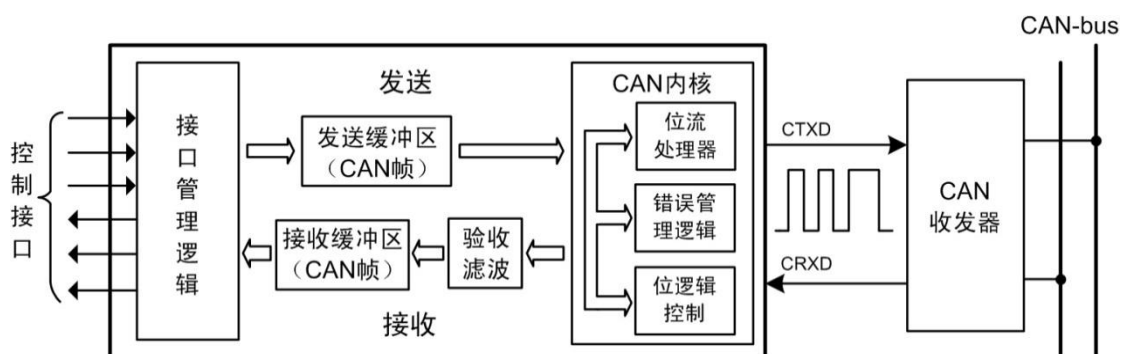 CAN-bus
发送
CAN内核
控制接口
接口管理逻辑
发送缓冲区
（CAN帧）
位流
处理器
CTXD
CAN
收发器
错误管
理逻辑
接收缓冲区
（CAN帧）
验收
滤波
CRXD
位逻辑
控制
接收